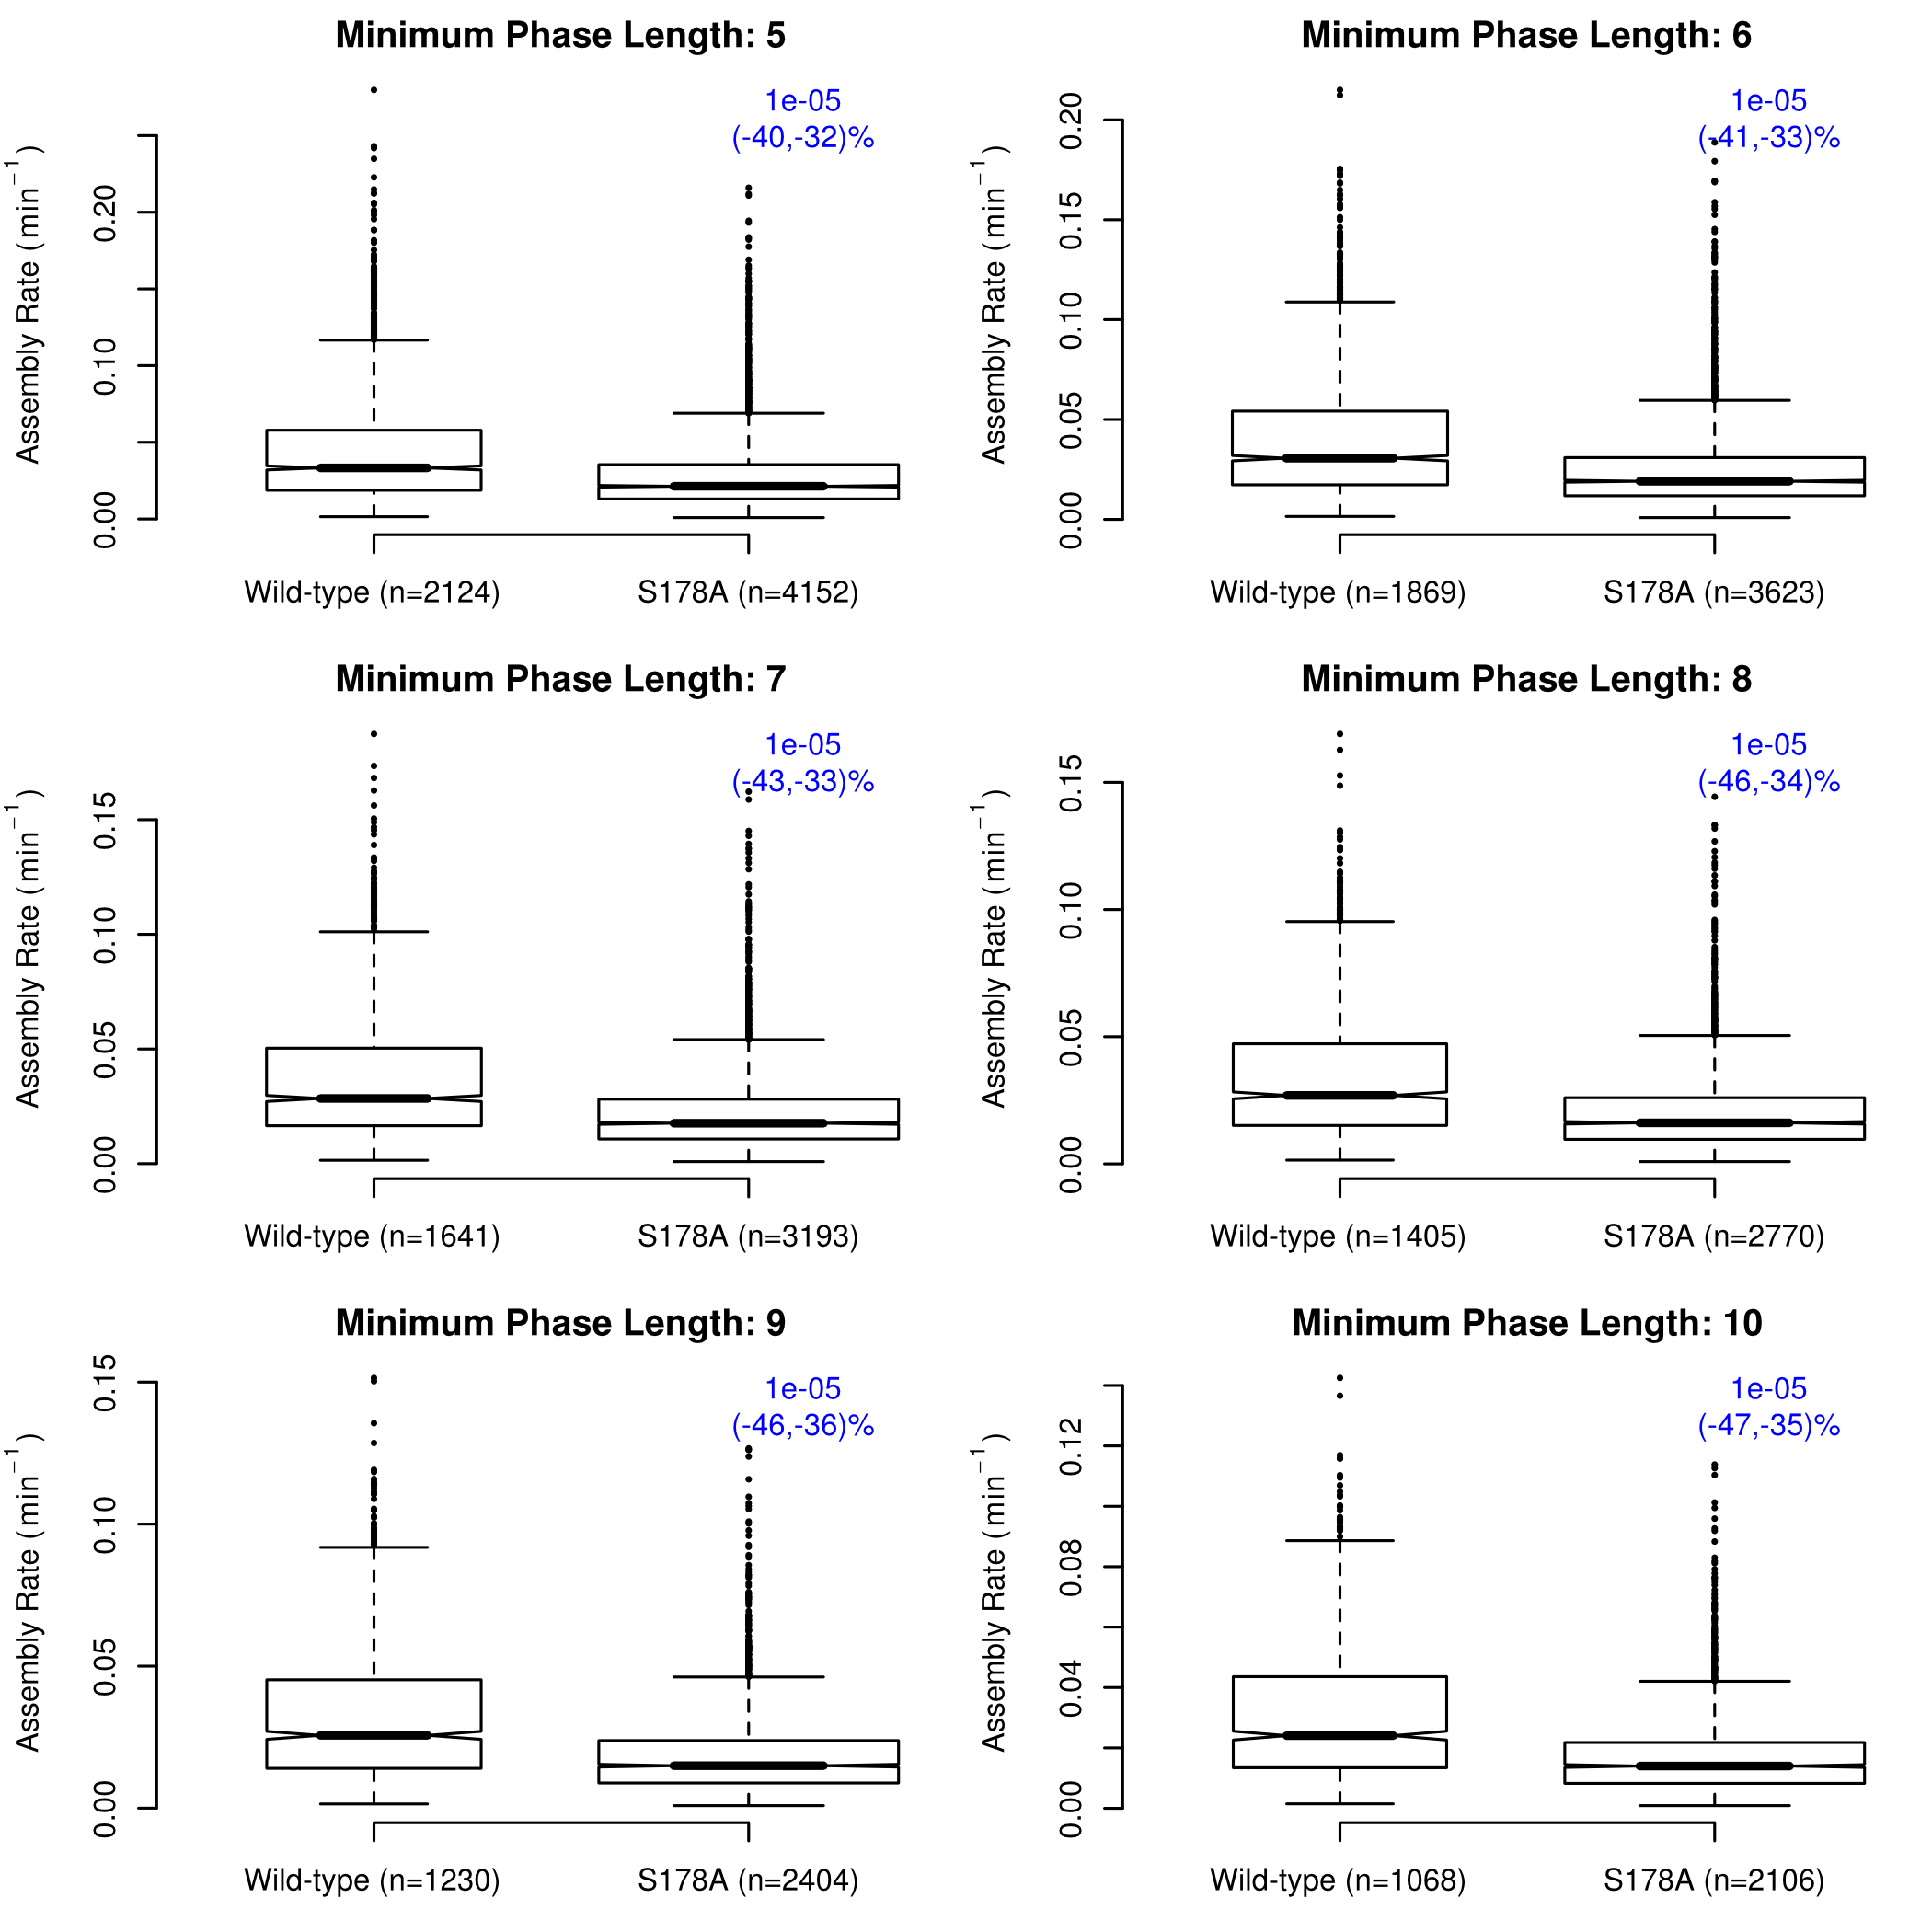 Minimum Phase Length: 5
1e-05
(-40,-32)%
Assembly Rate (min⁻¹)
0.20
0.10
0.00
Wild-type (n=2124) S178A (n=4152)
Minimum Phase Length: 6
1e-05
(-41,-33)%
Assembly Rate (min⁻¹)
0.20
0.15
0.10
0.05
0.00
Wild-type (n=1869) S178A (n=3623)
Minimum Phase Length: 7
1e-05
(-43,-33)%
Assembly Rate (min⁻¹)
0.15
0.10
0.05
0.00
Wild-type (n=1641) S178A (n=3193)
Minimum Phase Length: 8
1e-05
(-46,-34)%
Assembly Rate (min⁻¹)
0.15
0.10
0.05
0.00
Wild-type (n=1405) S178A (n=2770)
Minimum Phase Length: 9
1e-05
(-46,-36)%
Assembly Rate (min⁻¹)
0.15
0.10
0.05
0.00
Wild-type (n=1230) S178A (n=2404)
Minimum Phase Length: 10
1e-05
(-47,-35)%
Assembly Rate (min⁻¹)
0.12
0.08
0.04
0.00
Wild-type (n=1068) S178A (n=2106)